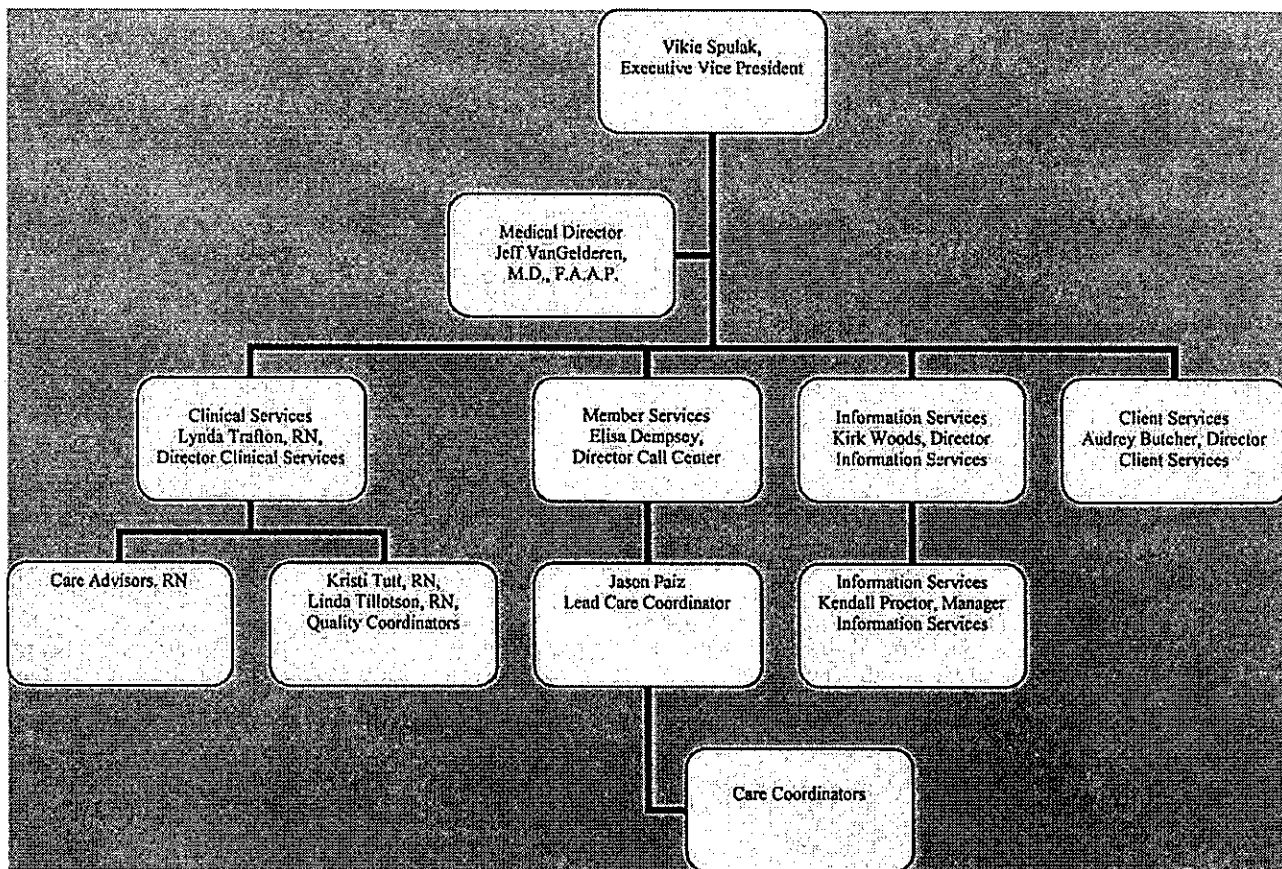 Vikie Spulak,
Executive Vice President
Medical Director
Jeff VanGelderen,
M.D., F.A.A.P.
Clinical Services
Lynda Trafton, RN,
Director Clinical Services
Member Services
Elisa Dempsey,
Director Call Center
Information Services
Kirk Woods, Director
Information Services
Client Services
Audrey Butcher, Director
Client Services
Care Advisors, RN
Kristi Tutt, RN,
Linda Tillotson, RN,
Quality Coordinators
Jason Paiz
Lead Care Coordinator
Information Services
Kendall Proctor, Manager
Information Services
Care Coordinators